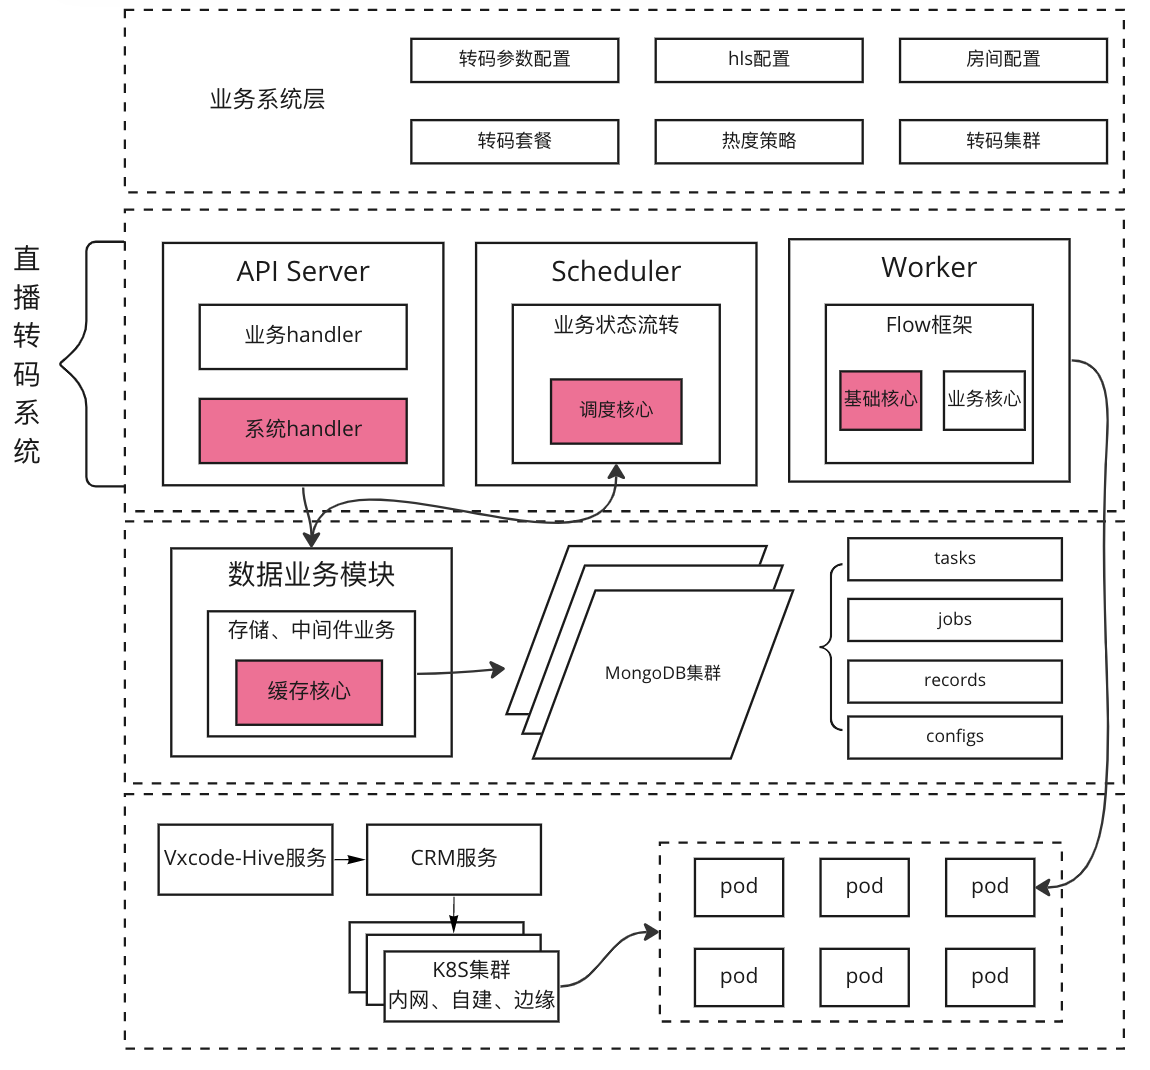 业务系统层
转码参数配置
hls配置
房间配置
转码套餐
热度策略
转码集群
直播转码系统
API Server
业务handler
系统handler
Scheduler
业务状态流转
调度核心
Worker
Flow框架
基础核心
业务核心
数据业务模块
存储、中间件业务
缓存核心
MongoDB集群
tasks
jobs
records
configs
Vxcode-Hive服务
CRM服务
K8S集群
内网、自建、边缘
pod
pod
pod
pod
pod
pod